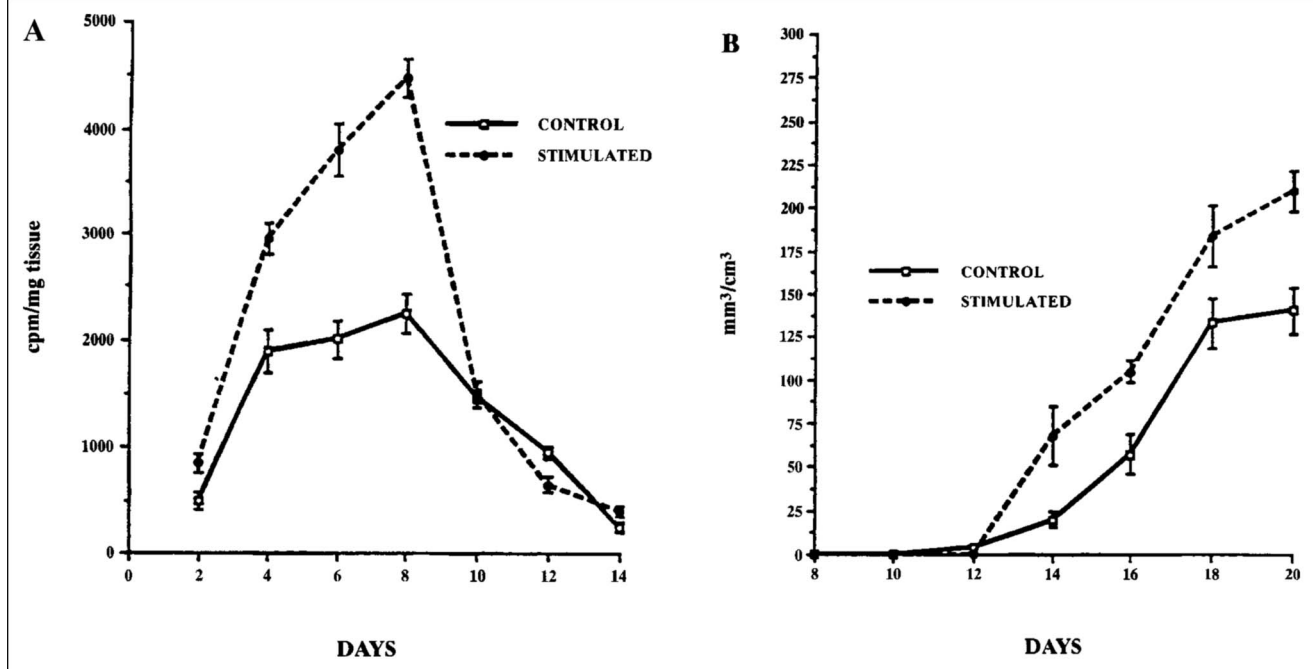 A
5000
4000
3000
2000
1000
0
cpm/mg tissue
CONTROL
STIMULATED
0 2 4 6 8 10 12 14
DAYS
B
300
275
250
225
200
175
150
125
100
75
50
25
0
mm³/cm³
CONTROL
STIMULATED
8 10 12 14 16 18 20
DAYS